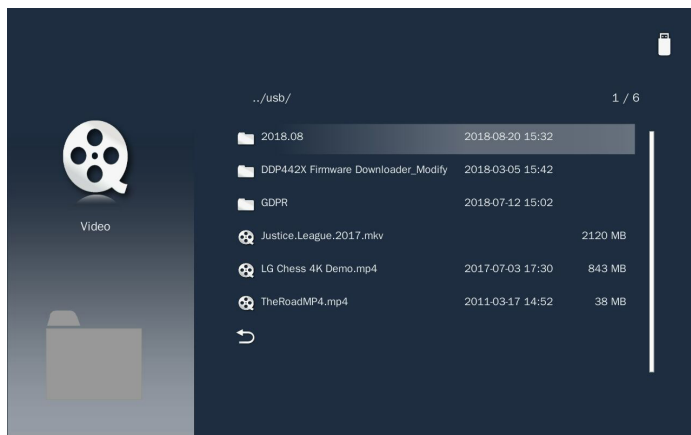 ../usb/ 1 / 6
2018.08 2018-08-20 15:32
DDP442X Firmware Downloader_Modify 2018-03-05 15:42
GDPR 2018-07-12 15:02
Video
Justice.League.2017.mkv 2120 MB
LG Chess 4K Demo.mp4 2017-07-03 17:30 843 MB
TheRoadMP4.mp4 2011-03-17 14:52 38 MB